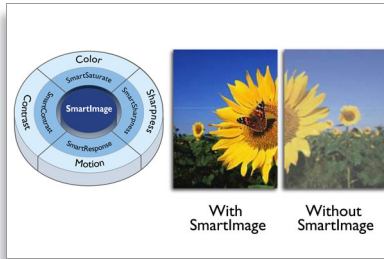 Color
SmartSaturate
Contrast
SmartContrast
SmartImage
SmartSharpness
Sharpness
SmartResponse
Motion
With
SmartImage
Without
SmartImage